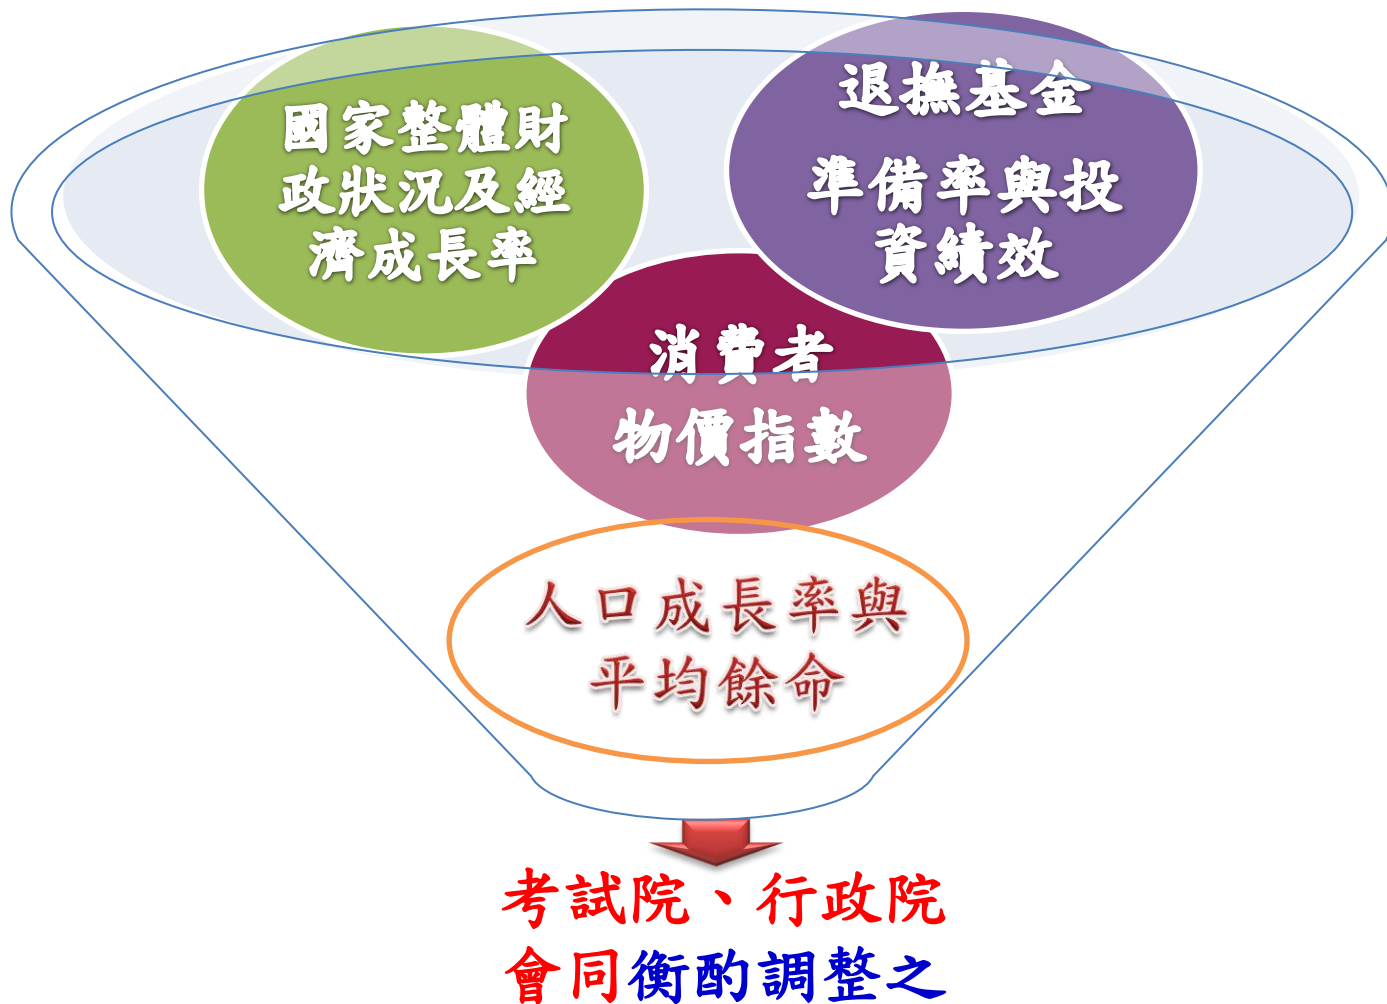 國家整體財
政狀況及經
濟成長率
退撫基金
準備率與投
資績效
消費者
物價指數
人口成長率與
平均餘命
考試院、行政院
會同衡酌調整之